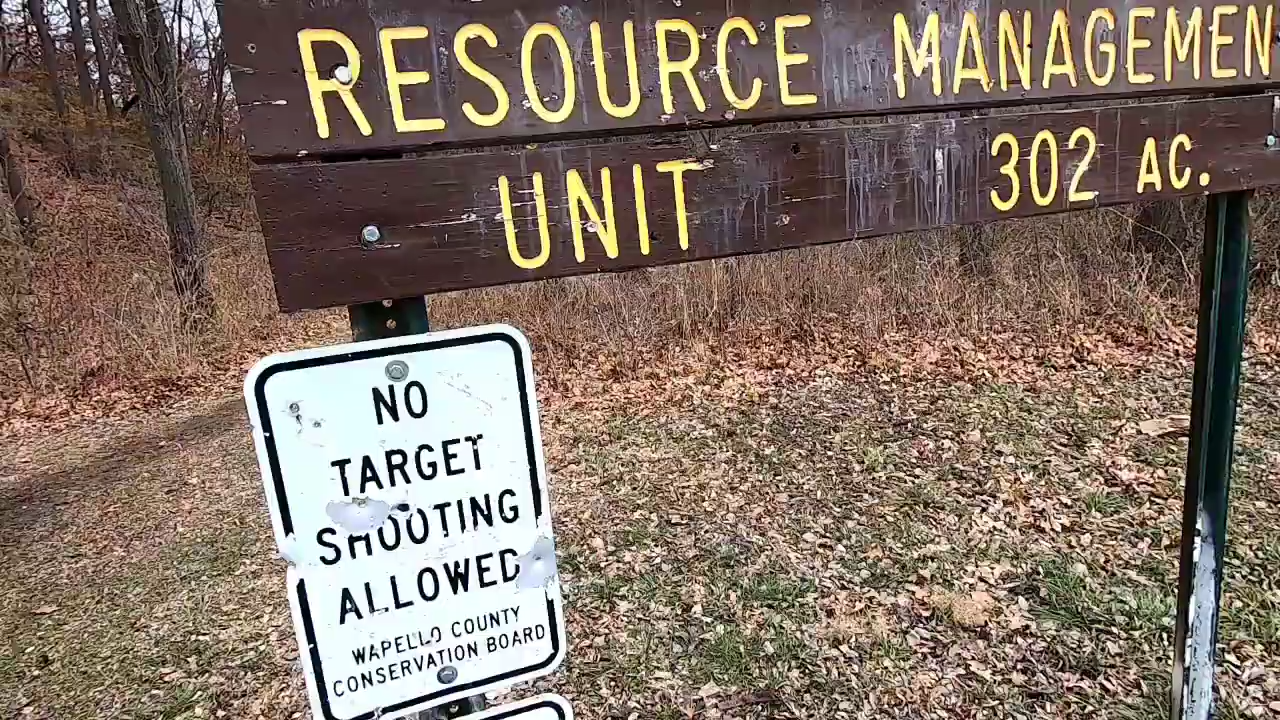 RESOURCE MANAGEMEN
UNIT 302 AC.
NO
TARGET
SHOOTING
ALLOWED
WAPELLO COUNTY
CONSERVATION BOARD